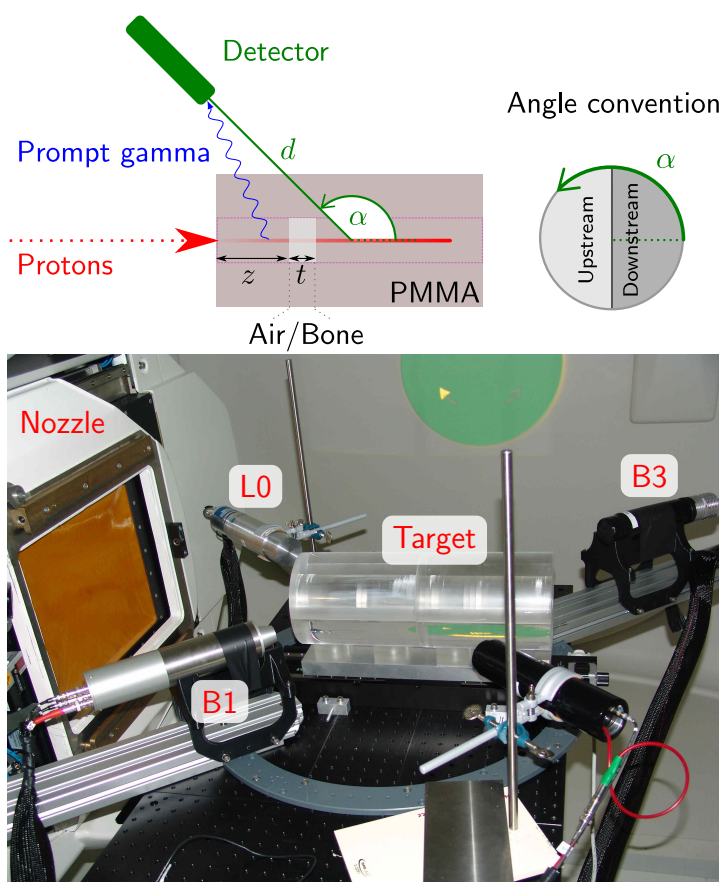 Detector
Angle convention
Prompt gamma
d
α
α
Upstream
Downstream
Protons
z
t
PMMA
Air/Bone
Nozzle
L0
B3
Target
B1